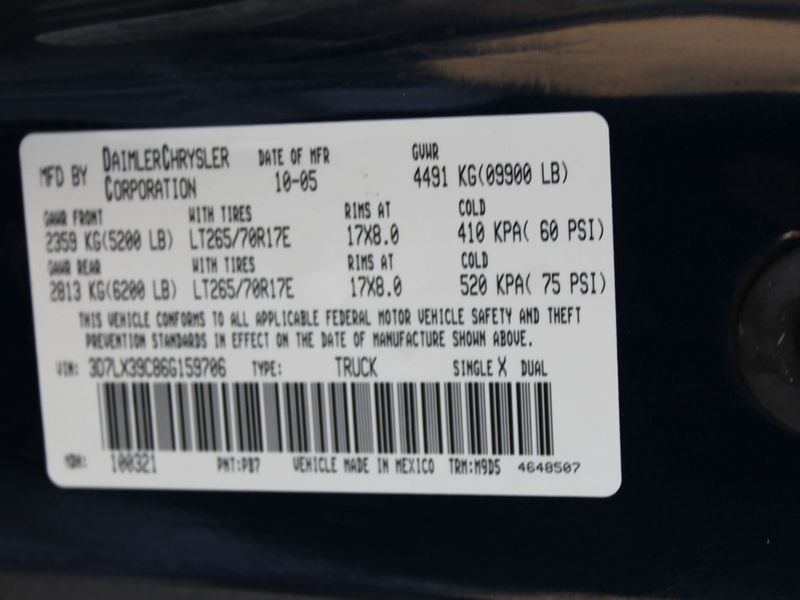 MFD BY DAIMLERCHRYSLER CORPORATION DATE OF MFR 10-05 GVWR 4491 KG(09900 LB)
GAWR FRONT WITH TIRES RIMS AT COLD
2359 KG(5200 LB) LT265/70R17E 17X8.0 410 KPA( 60 PSI)
GAWR REAR WITH TIRES RIMS AT COLD
2813 KG(6200 LB) LT265/70R17E 17X8.0 520 KPA( 75 PSI)
THIS VEHICLE CONFORMS TO ALL APPLICABLE FEDERAL MOTOR VEHICLE SAFETY AND THEFT
PREVENTION STANDARDS IN EFFECT ON THE DATE OF MANUFACTURE SHOWN ABOVE.
VIN: 3D7LX39C86G159706 TYPE: TRUCK SINGLE X DUAL
MDH: 100321 PNT:PB7 VEHICLE MADE IN MEXICO TRM:M9D5 4648507